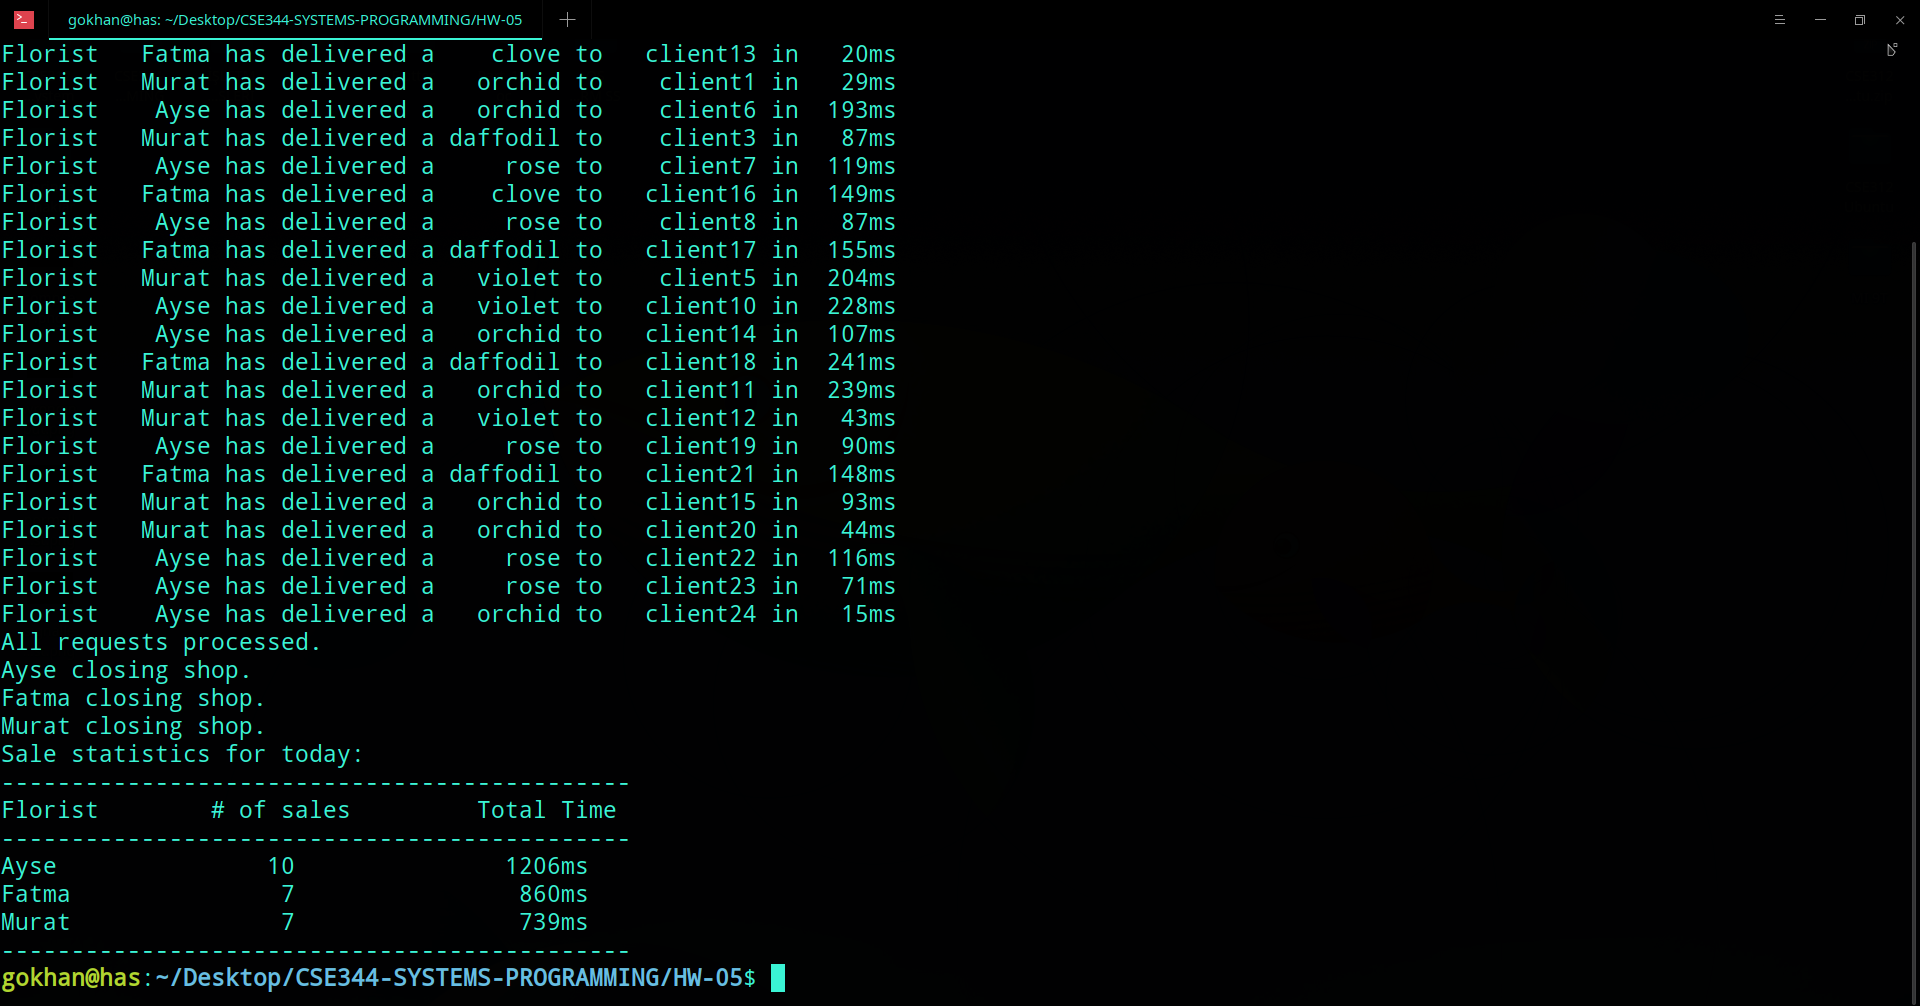 gokhan@has: ~/Desktop/CSE344-SYSTEMS-PROGRAMMING/HW-05
Florist   Fatma has delivered a    clove to   client13 in   20ms
Florist   Murat has delivered a   orchid to    client1 in   29ms
Florist    Ayse has delivered a   orchid to    client6 in  193ms
Florist   Murat has delivered a daffodil to    client3 in   87ms
Florist    Ayse has delivered a     rose to    client7 in  119ms
Florist   Fatma has delivered a    clove to   client16 in  149ms
Florist    Ayse has delivered a     rose to    client8 in   87ms
Florist   Fatma has delivered a daffodil to   client17 in  155ms
Florist   Murat has delivered a   violet to    client5 in  204ms
Florist    Ayse has delivered a   violet to   client10 in  228ms
Florist    Ayse has delivered a   orchid to   client14 in  107ms
Florist   Fatma has delivered a daffodil to   client18 in  241ms
Florist   Murat has delivered a   orchid to   client11 in  239ms
Florist   Murat has delivered a   violet to   client12 in   43ms
Florist    Ayse has delivered a     rose to   client19 in   90ms
Florist   Fatma has delivered a daffodil to   client21 in  148ms
Florist   Murat has delivered a   orchid to   client15 in   93ms
Florist   Murat has delivered a   orchid to   client20 in   44ms
Florist    Ayse has delivered a     rose to   client22 in  116ms
Florist    Ayse has delivered a     rose to   client23 in   71ms
Florist    Ayse has delivered a   orchid to   client24 in   15ms
All requests processed.
Ayse closing shop.
Fatma closing shop.
Murat closing shop.
Sale statistics for today:
---------------------------------------------
Florist        # of sales         Total Time
---------------------------------------------
Ayse               10               1206ms
Fatma               7                860ms
Murat               7                739ms
---------------------------------------------
gokhan@has:~/Desktop/CSE344-SYSTEMS-PROGRAMMING/HW-05$